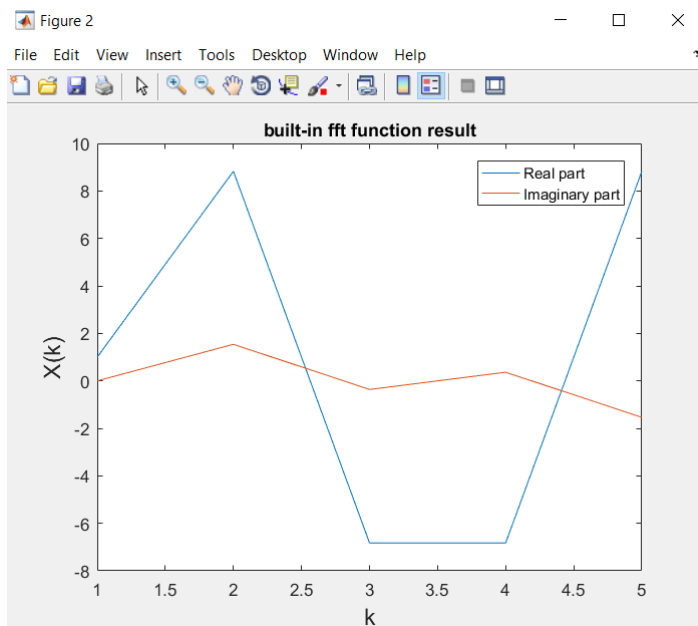 Figure 2
File Edit View Insert Tools Desktop Window Help
built-in fft function result
Real part
Imaginary part
X(k)
10
8
6
4
2
0
-2
-4
-6
-8
1 1.5 2 2.5 3 3.5 4 4.5 5
k